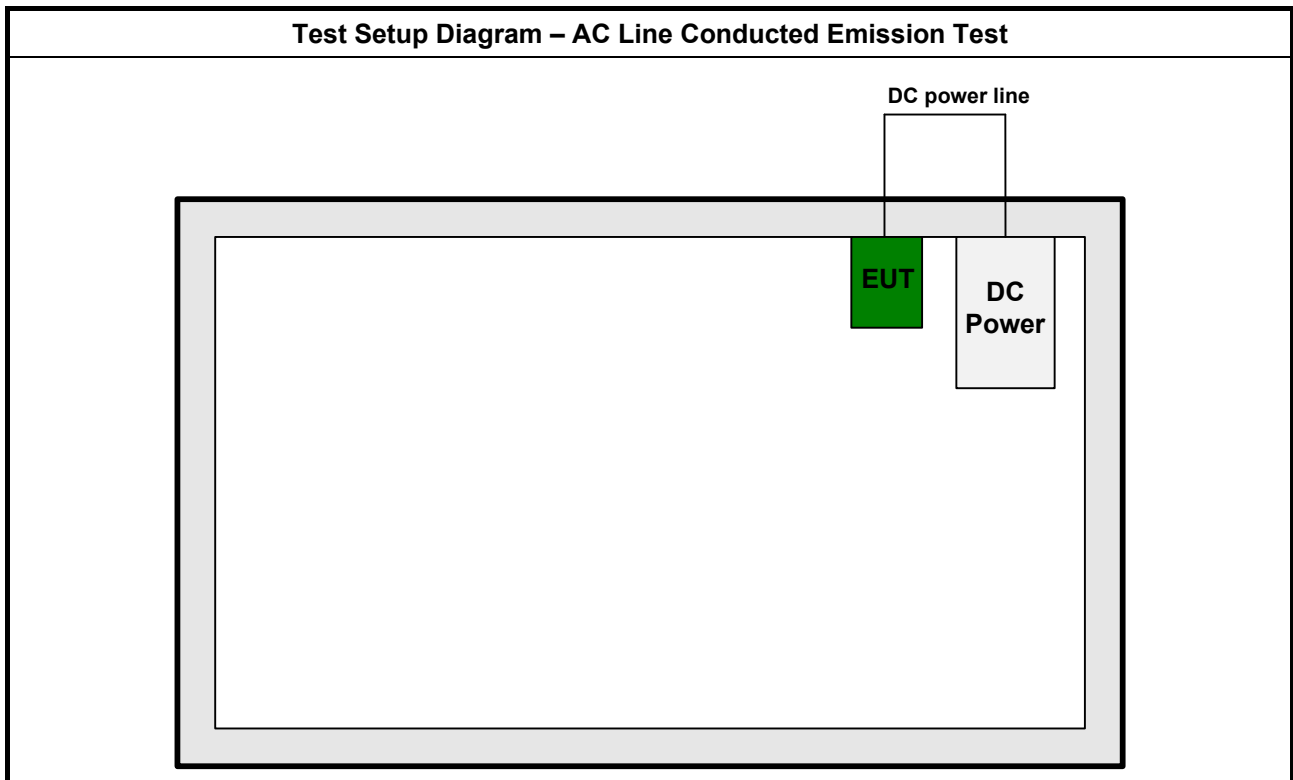 Test Setup Diagram – AC Line Conducted Emission Test
DC power line
EUT
DC
Power